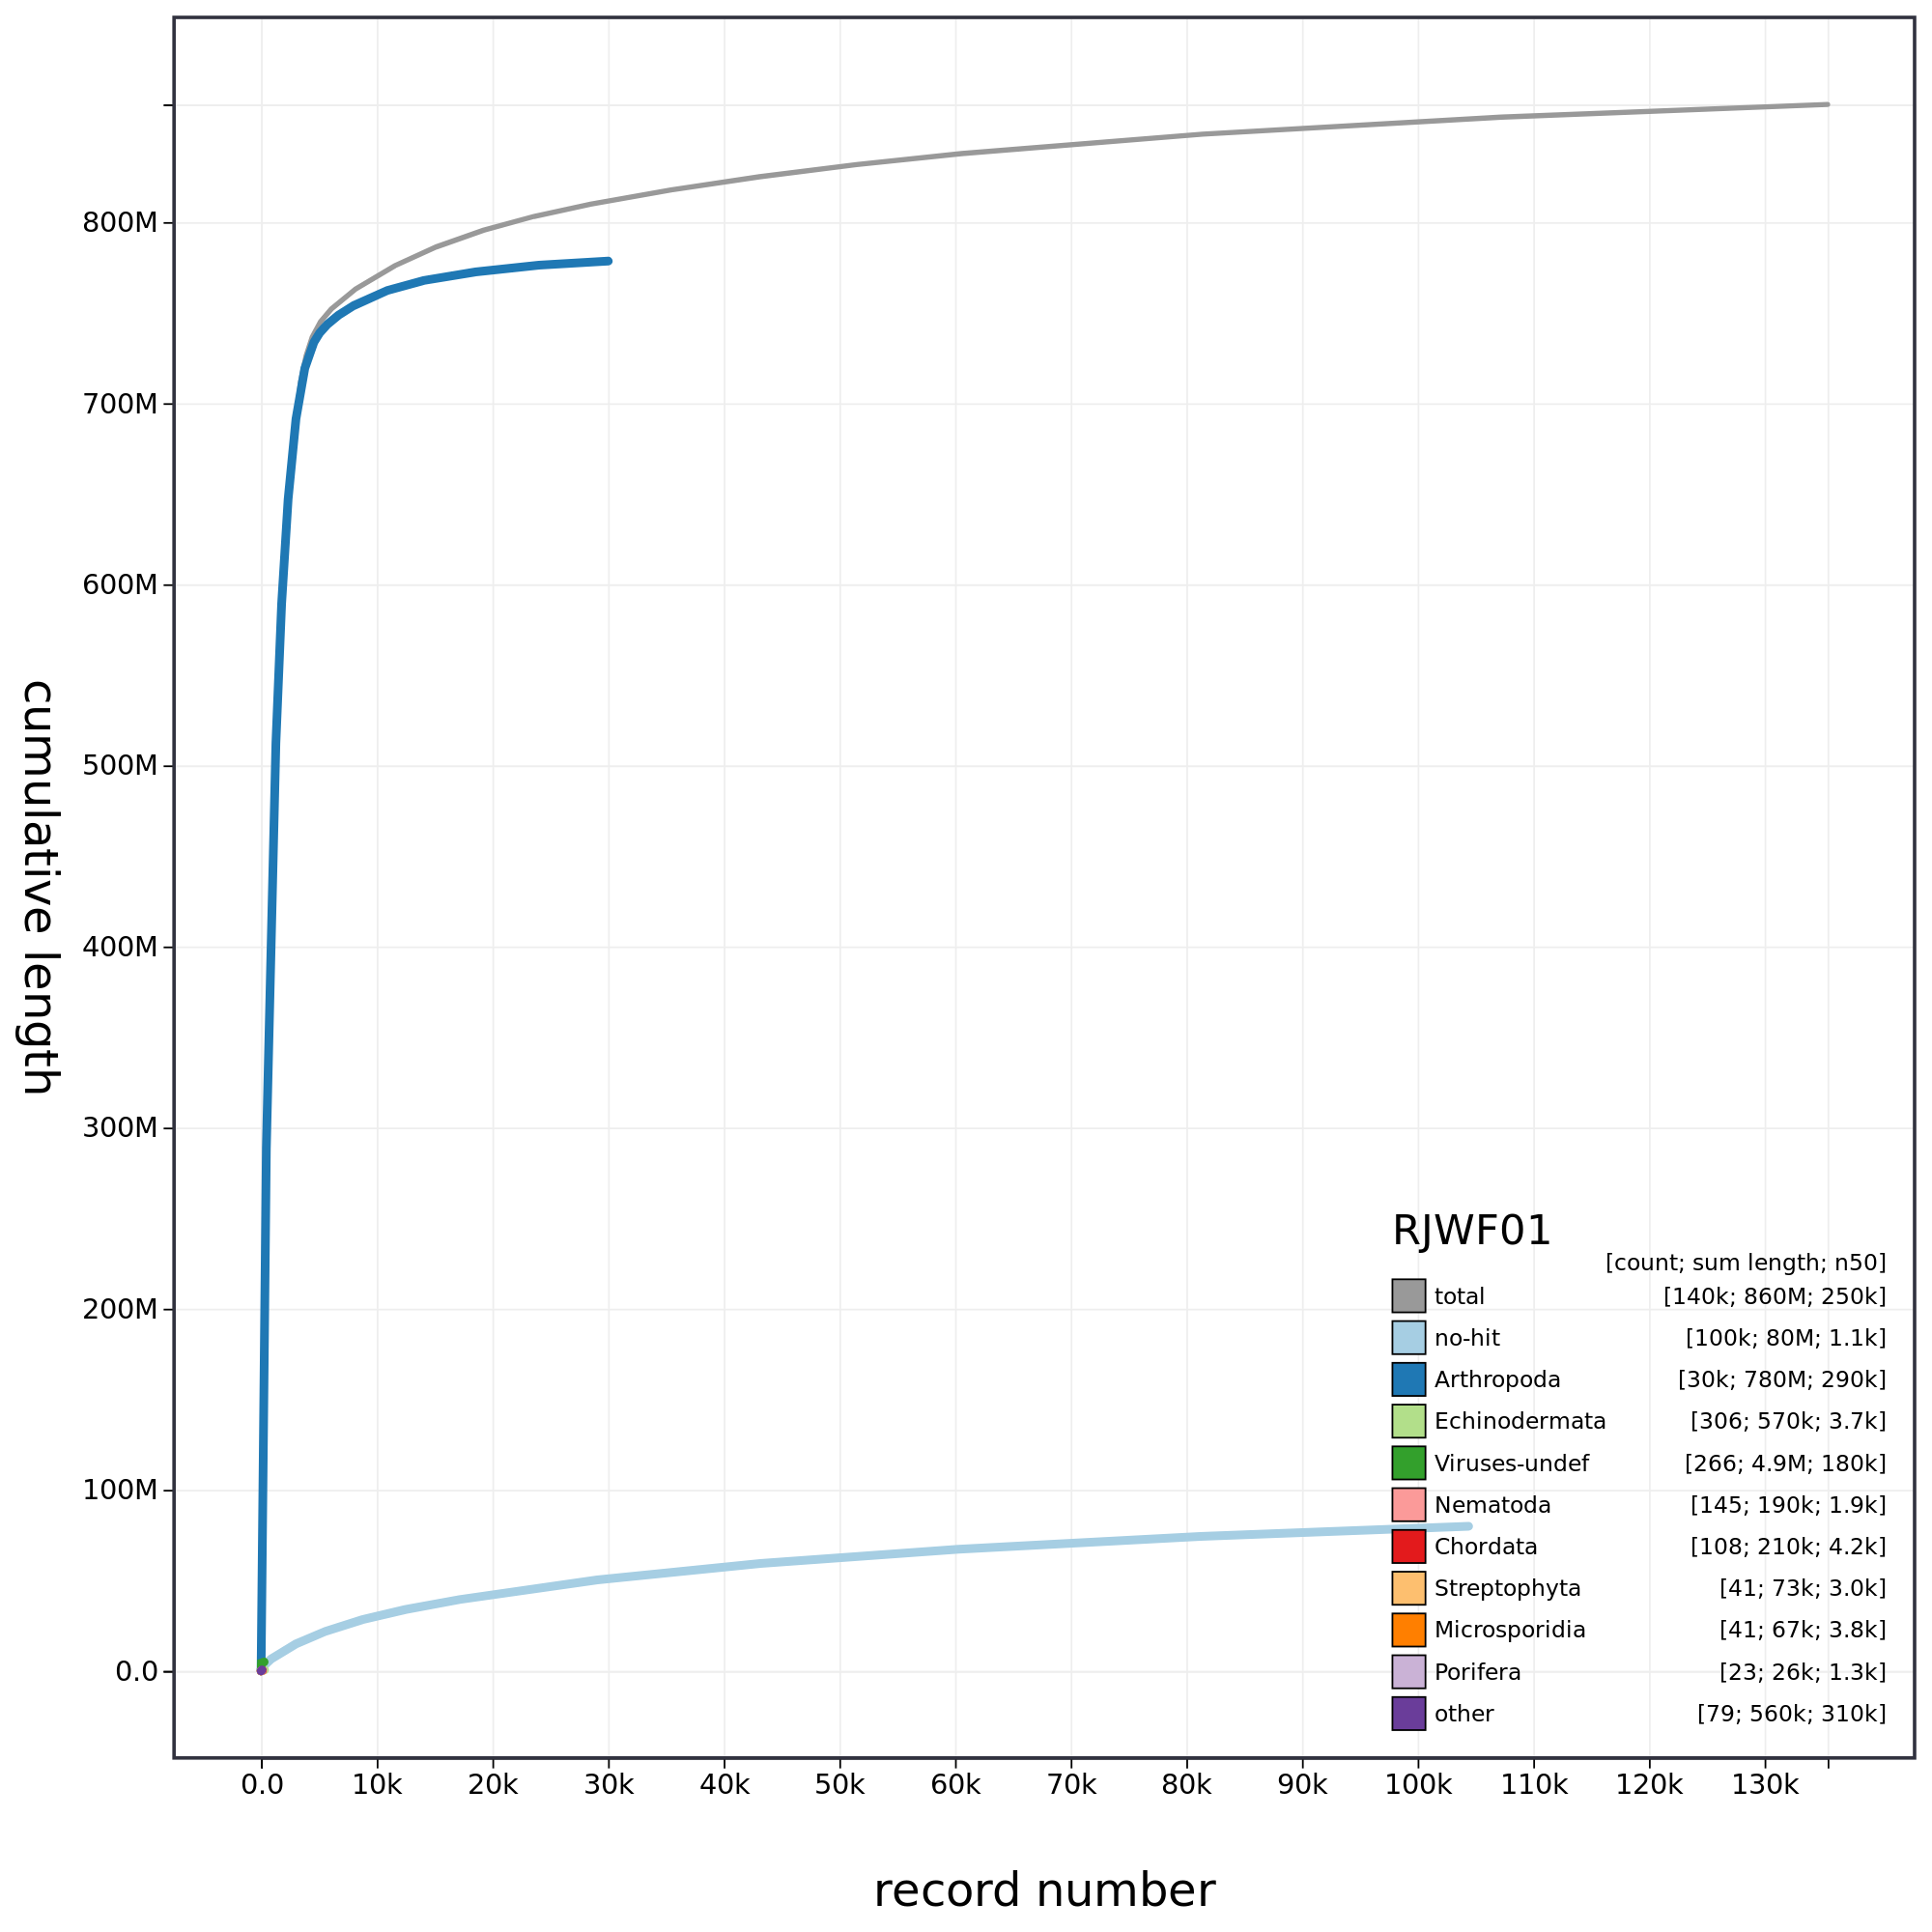 800M
700M
600M
500M
400M
300M
200M
100M
0.0
cumulative length
RJWF01
[count; sum length; n50]
total [140k; 860M; 250k]
no-hit [100k; 80M; 1.1k]
Arthropoda [30k; 780M; 290k]
Echinodermata [306; 570k; 3.7k]
Viruses-undef [266; 4.9M; 180k]
Nematoda [145; 190k; 1.9k]
Chordata [108; 210k; 4.2k]
Streptophyta [41; 73k; 3.0k]
Microsporidia [41; 67k; 3.8k]
Porifera [23; 26k; 1.3k]
other [79; 560k; 310k]
0.0 10k 20k 30k 40k 50k 60k 70k 80k 90k 100k 110k 120k 130k
record number